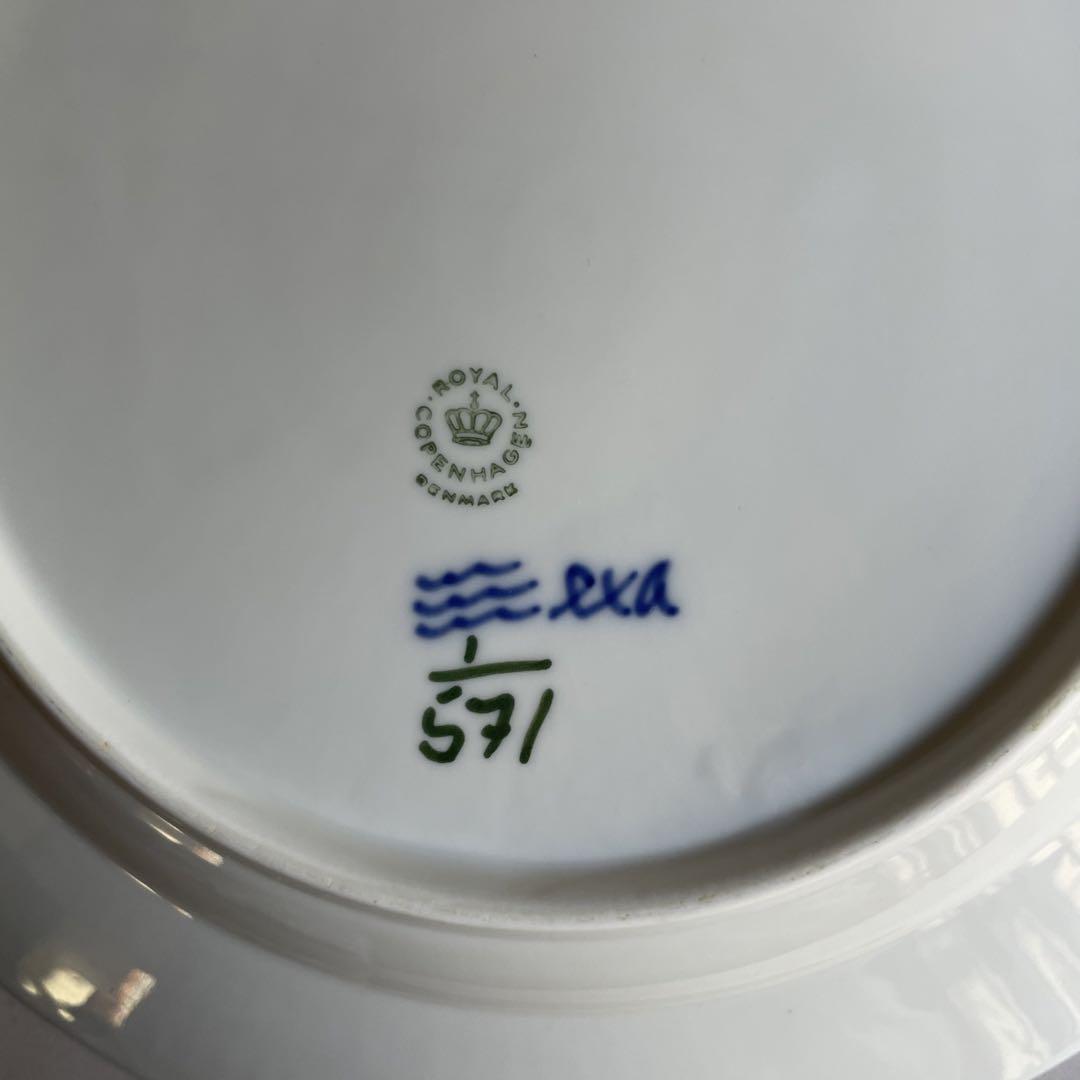 ROYAL
COPENHAGEN
DENMARK
exa
1
571